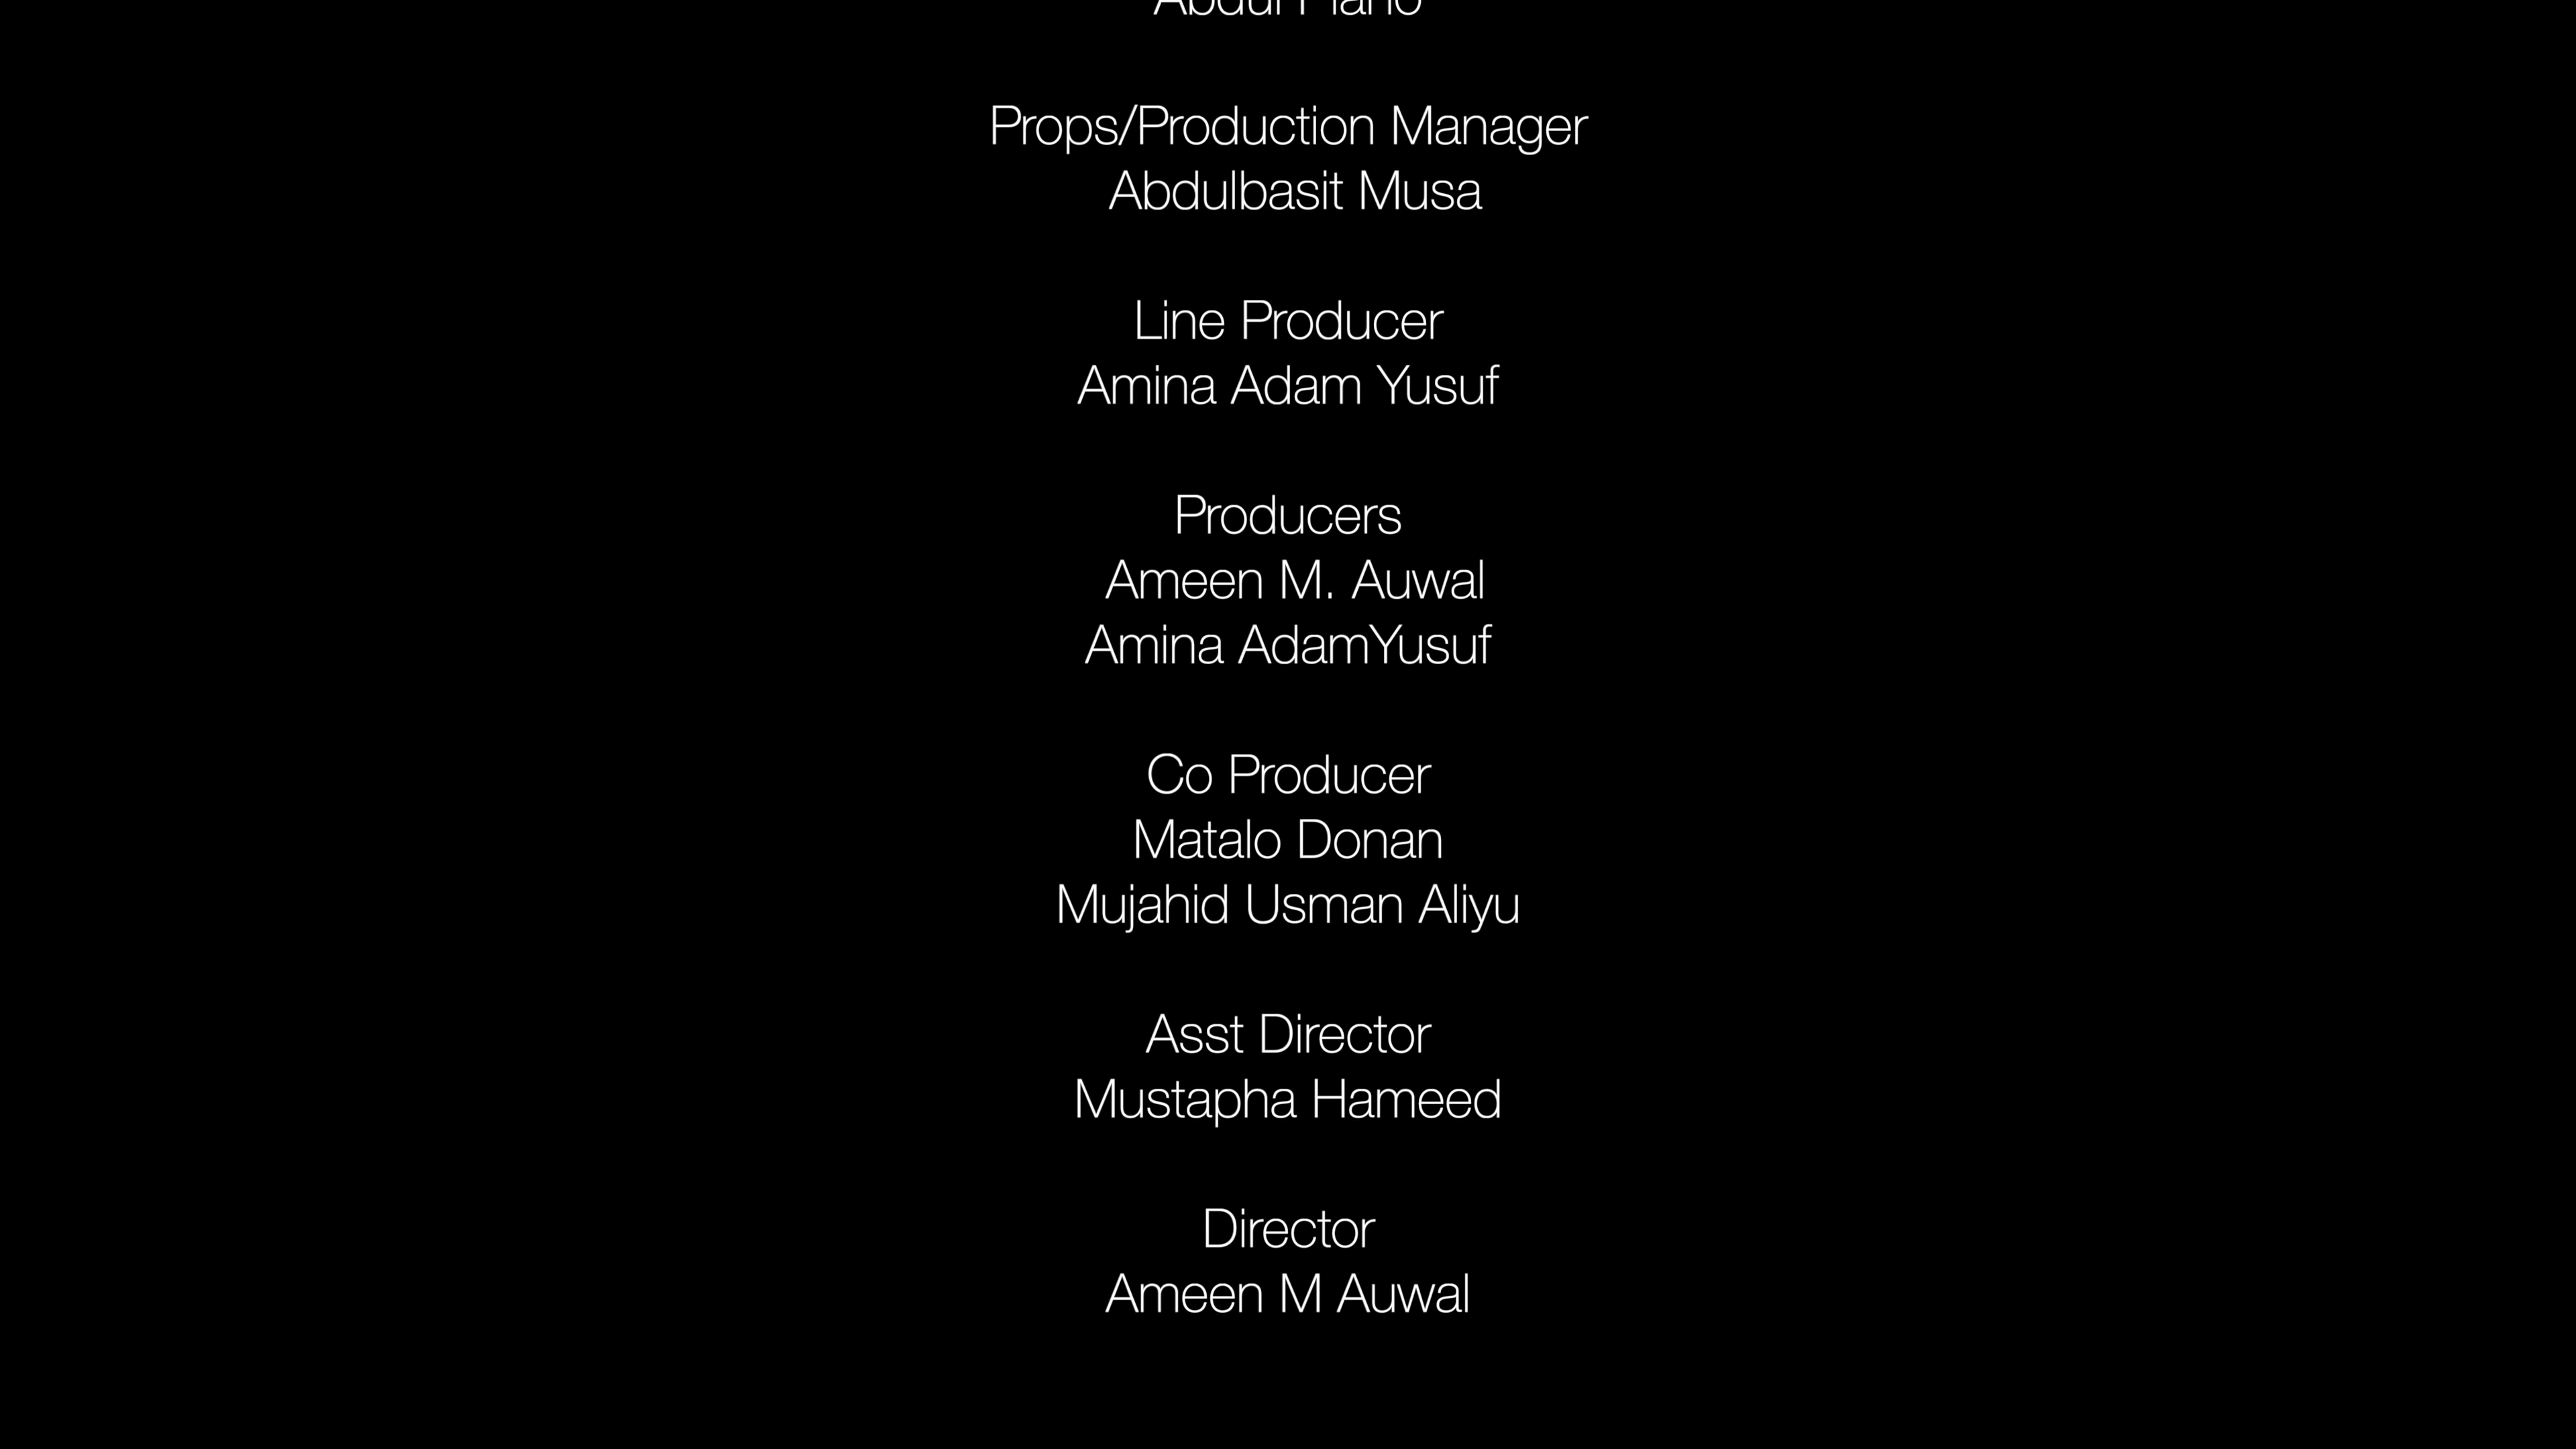 Abdul
Props/Production Manager
Abdulbasit Musa
Line Producer
Amina Adam Yusuf
Producers
Ameen M. Auwal
Amina AdamYusuf
Co Producer
Matalo Donan
Mujahid Usman Aliyu
Asst Director
Mustapha Hameed
Director
Ameen M Auwal